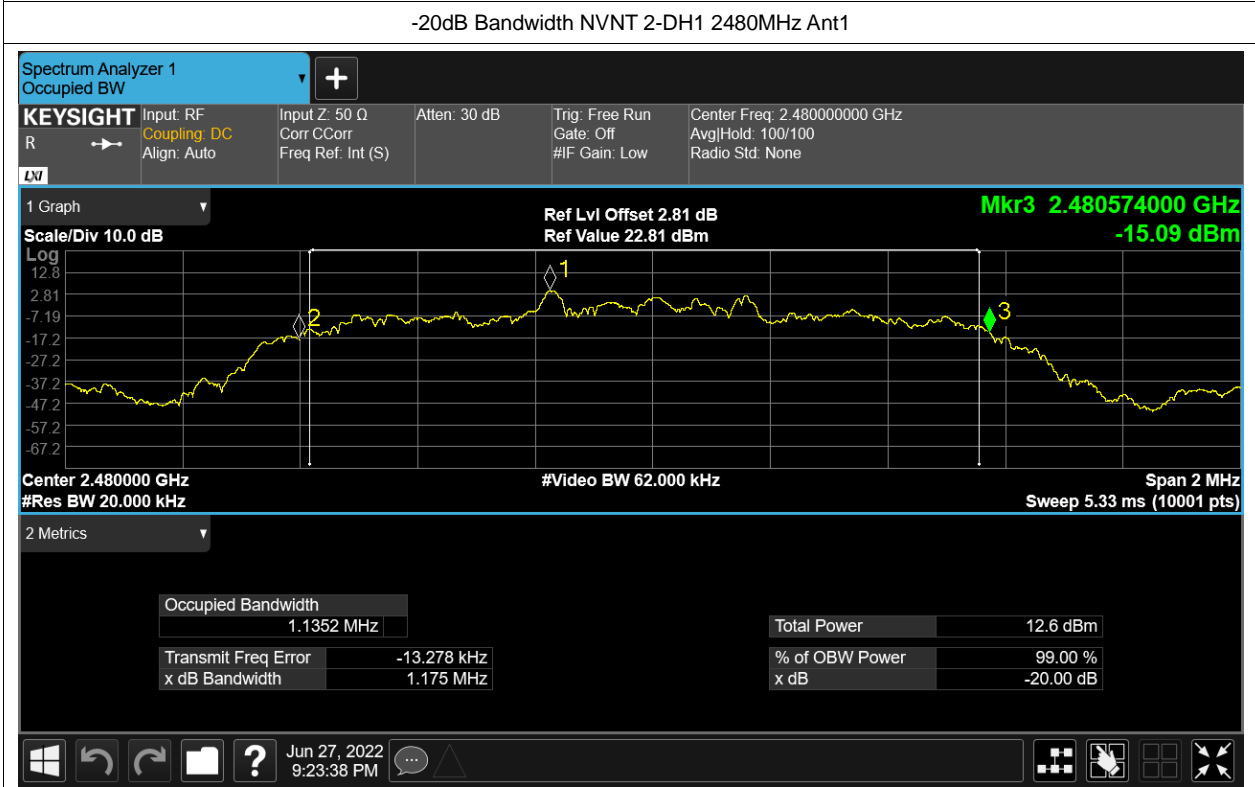 -20dB Bandwidth NVNT 2-DH1 2480MHz Ant1
Spectrum Analyzer 1
Occupied BW
KEYSIGHT
R
LXI
Input: RF
Coupling: DC
Align: Auto
Input Z: 50 Ω
Corr CCorr
Freq Ref: Int (S)
Atten: 30 dB
Trig: Free Run
Gate: Off
#IF Gain: Low
Center Freq: 2.480000000 GHz
Avg|Hold: 100/100
Radio Std: None
1 Graph
Scale/Div 10.0 dB
Ref Lvl Offset 2.81 dB
Ref Value 22.81 dBm
Mkr3 2.480574000 GHz
-15.09 dBm
Log
12.8
2.81
-7.19
-17.2
-27.2
-37.2
-47.2
-57.2
-67.2
1
2
3
Center 2.480000 GHz
#Video BW 62.000 kHz
Span 2 MHz
#Res BW 20.000 kHz
Sweep 5.33 ms (10001 pts)
2 Metrics
Occupied Bandwidth
1.1352 MHz
Total Power 12.6 dBm
Transmit Freq Error -13.278 kHz
% of OBW Power 99.00 %
x dB Bandwidth 1.175 MHz
x dB -20.00 dB
?
Jun 27, 2022
9:23:38 PM